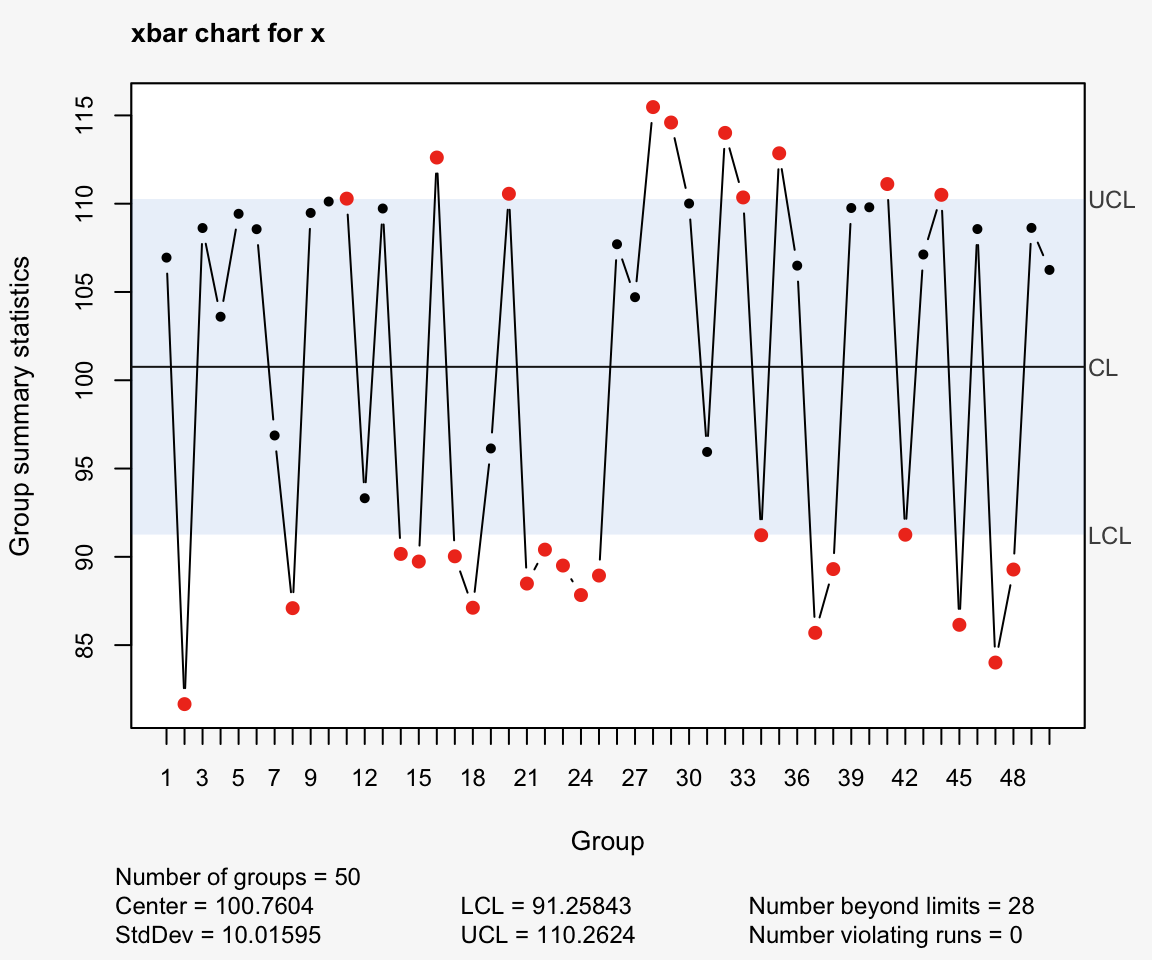 xbar chart for x
Group summary statistics
115
110
105
100
95
90
85
UCL
CL
LCL
1 3 5 7 9 12 15 18 21 24 27 30 33 36 39 42 45 48
Group
Number of groups = 50
Center = 100.7604 LCL = 91.25843 Number beyond limits = 28
StdDev = 10.01595 UCL = 110.2624 Number violating runs = 0